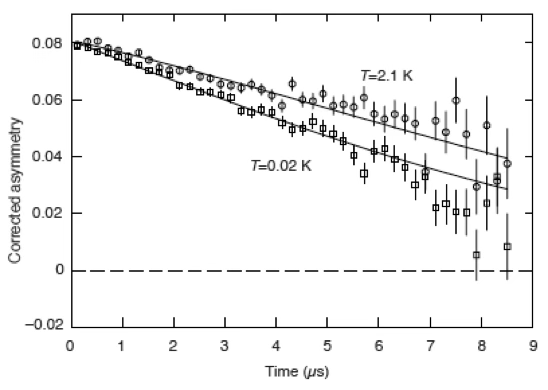 0.08
0.06
0.04
0.02
0
−0.02
Corrected asymmetry
T=2.1 K
T=0.02 K
0 1 2 3 4 5 6 7 8 9
Time (μs)